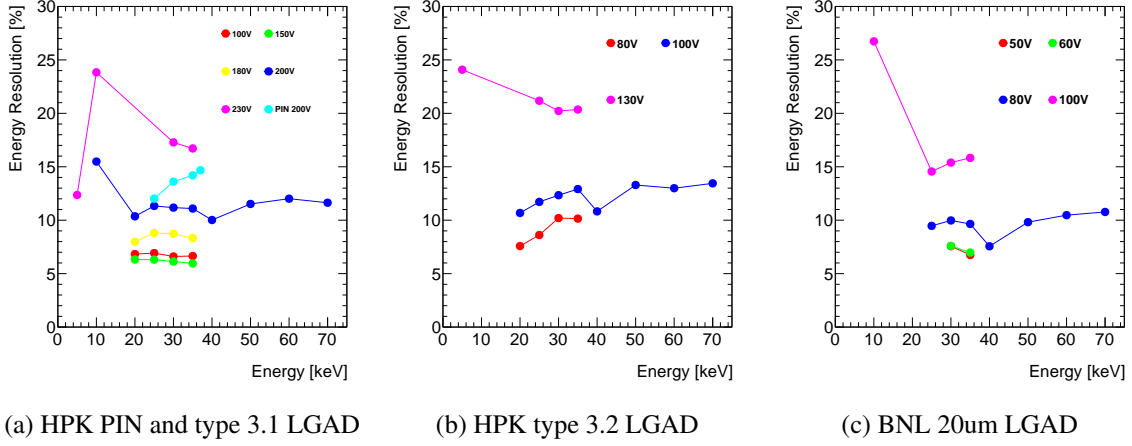 Energy Resolution [%]
30
25
20
15
10
5
0
100V 150V
180V 200V
230V PIN 200V
0 10 20 30 40 50 60 70
Energy [keV]
(a) HPK PIN and type 3.1 LGAD
Energy Resolution [%]
30
25
20
15
10
5
0
80V 100V
130V
0 10 20 30 40 50 60 70
Energy [keV]
(b) HPK type 3.2 LGAD
Energy Resolution [%]
30
25
20
15
10
5
0
50V 60V
80V 100V
0 10 20 30 40 50 60 70
Energy [keV]
(c) BNL 20um LGAD